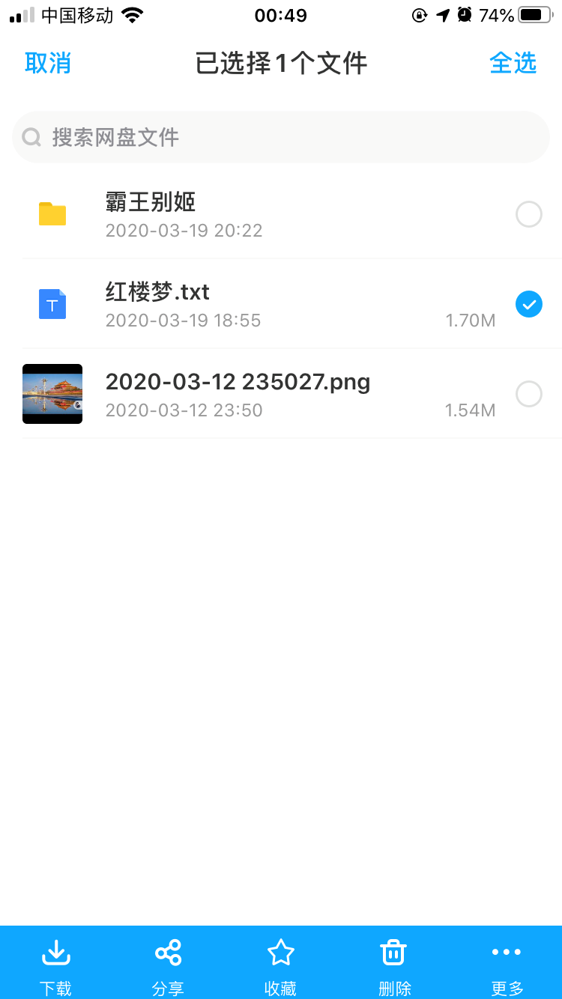 中国移动 00:49 74%
取消 已选择1个文件 全选
搜索网盘文件
霸王别姬
2020-03-19 20:22
T
红楼梦.txt
2020-03-19 18:55 1.70M
2020-03-12 235027.png
2020-03-12 23:50 1.54M
下载 分享 收藏 删除 更多